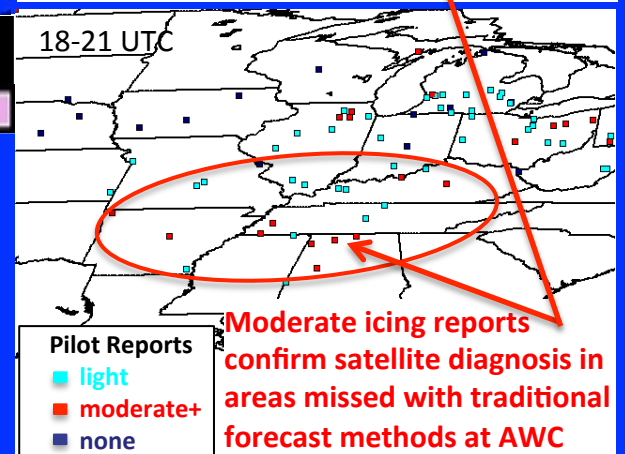 18-21 UTC
Pilot Reports
light
moderate+
none
Moderate icing reports
confirm satellite diagnosis in
areas missed with traditional
forecast methods at AWC